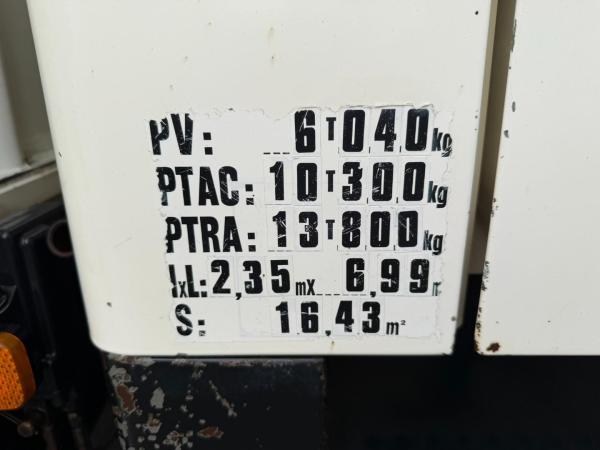 PV: 6T040kg
PTAC: 10T300kg
PTRA: 13T800kg
lxL: 2,35mX 6,99m
S: 16,43m²